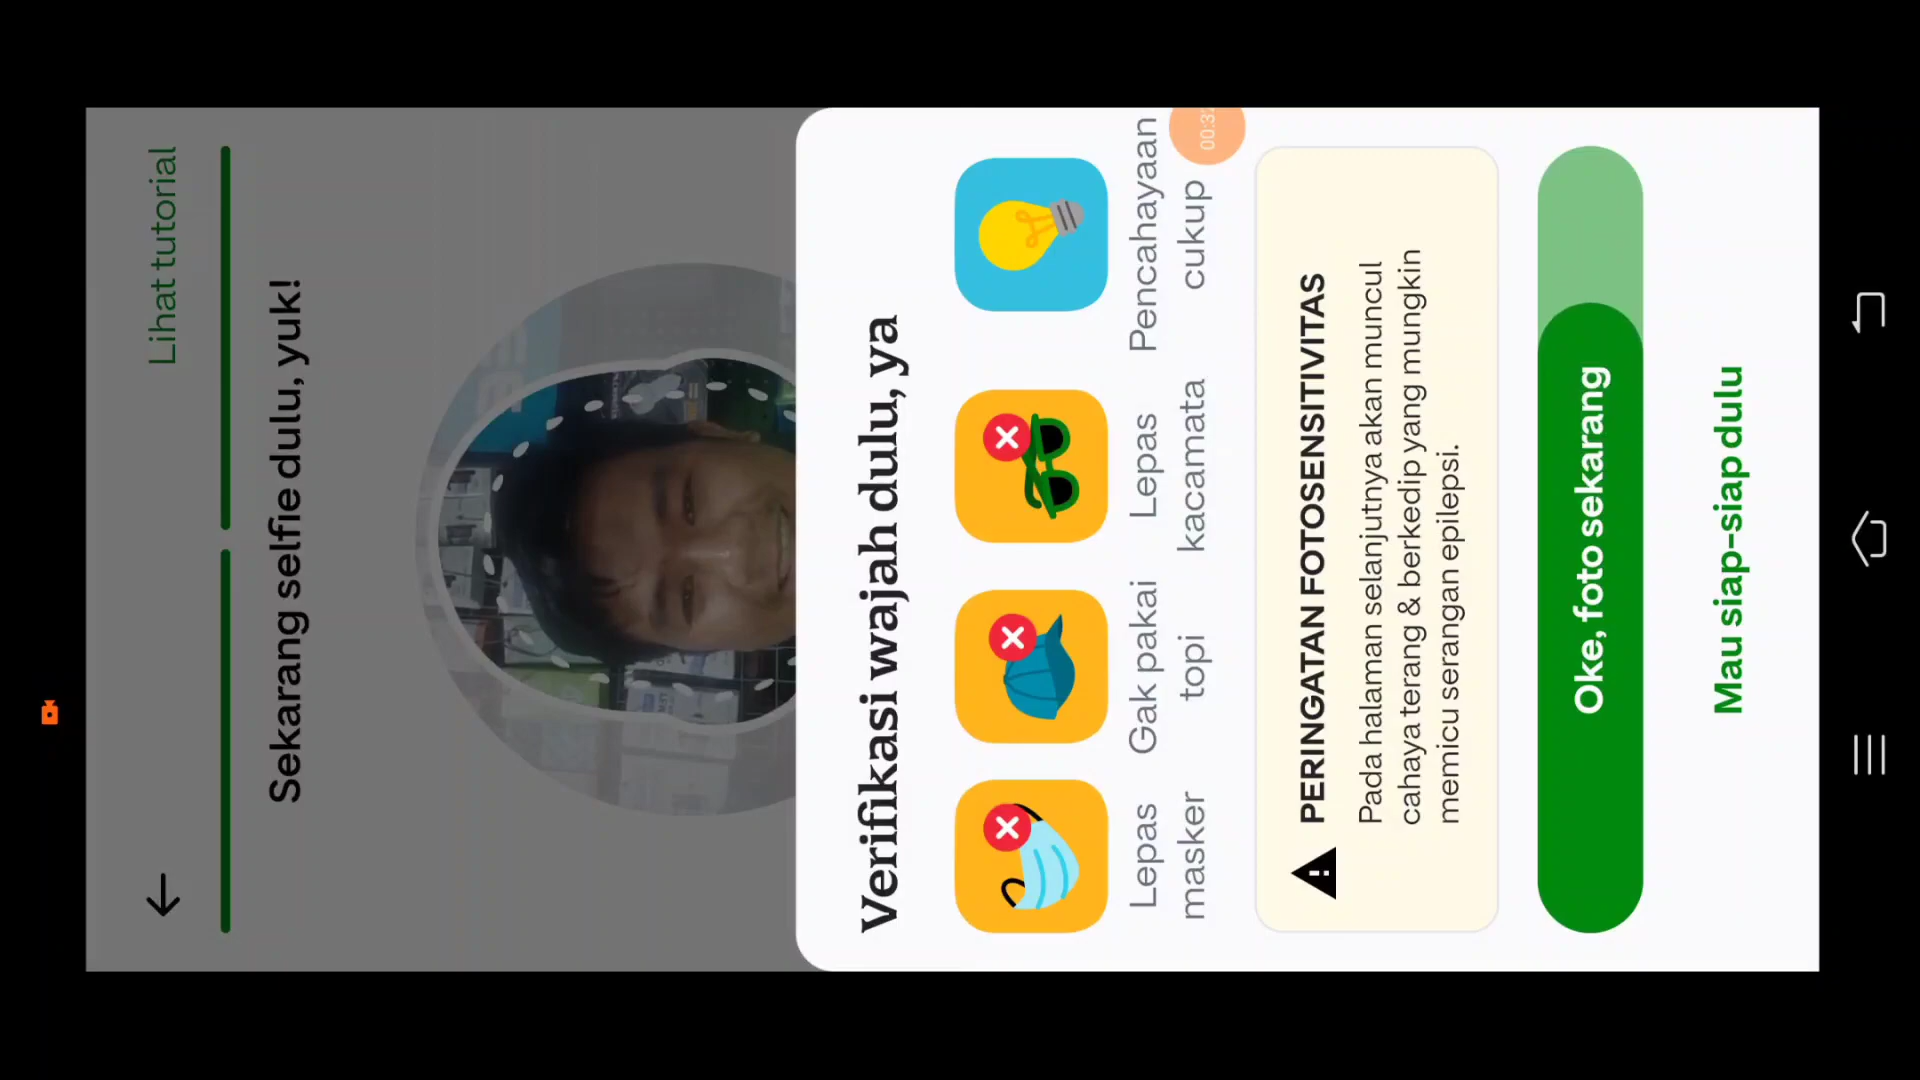 Lihat tutorial
Sekarang selfie dulu, yuk!
Verifikasi wajah dulu, ya
Lepas
masker
Gak pakai
topi
Lepas
kacamata
Pencahayaan
cukup
PERINGATAN FOTOSENSITIVITAS
Pada halaman selanjutnya akan muncul
cahaya terang & berkedip yang mungkin
memicu serangan epilepsi.
Oke, foto sekarang
Mau siap-siap dulu